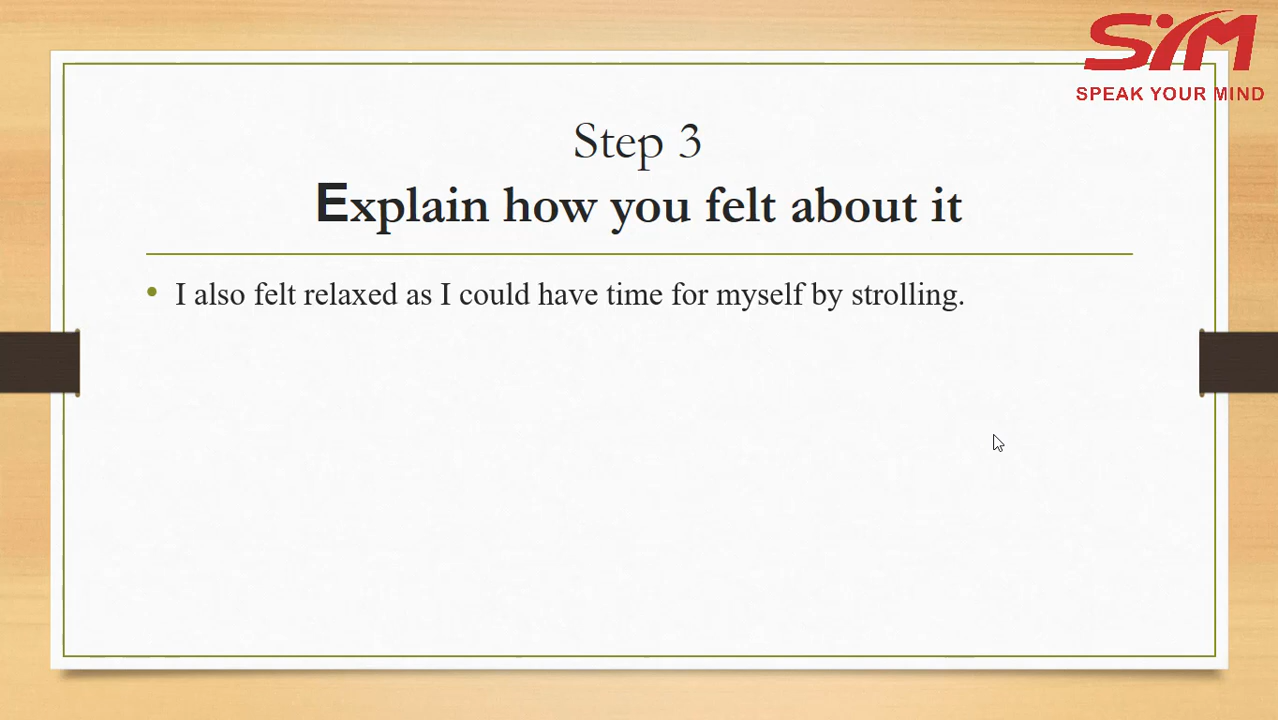 SYM
SPEAK YOUR MIND
Step 3
Explain how you felt about it
• I also felt relaxed as I could have time for myself by strolling.